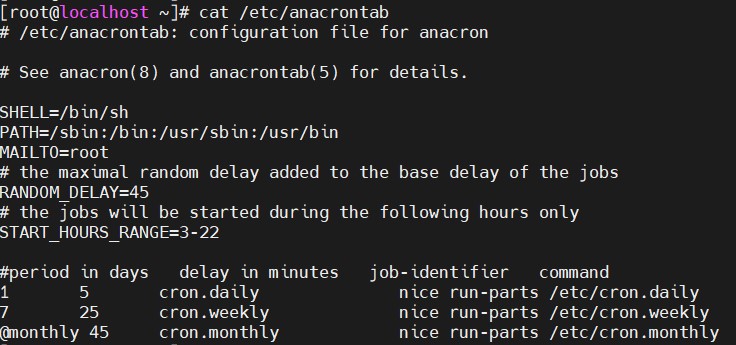 [root@localhost ~]# cat /etc/anacrontab
# /etc/anacrontab: configuration file for anacron
# See anacron(8) and anacrontab(5) for details.
SHELL=/bin/sh
PATH=/sbin:/bin:/usr/sbin:/usr/bin
MAILTO=root
# the maximal random delay added to the base delay of the jobs
RANDOM_DELAY=45
# the jobs will be started during the following hours only
START_HOURS_RANGE=3-22
#period in days   delay in minutes   job-identifier   command
1       5       cron.daily              nice run-parts /etc/cron.daily
7       25      cron.weekly             nice run-parts /etc/cron.weekly
@monthly 45     cron.monthly            nice run-parts /etc/cron.monthly